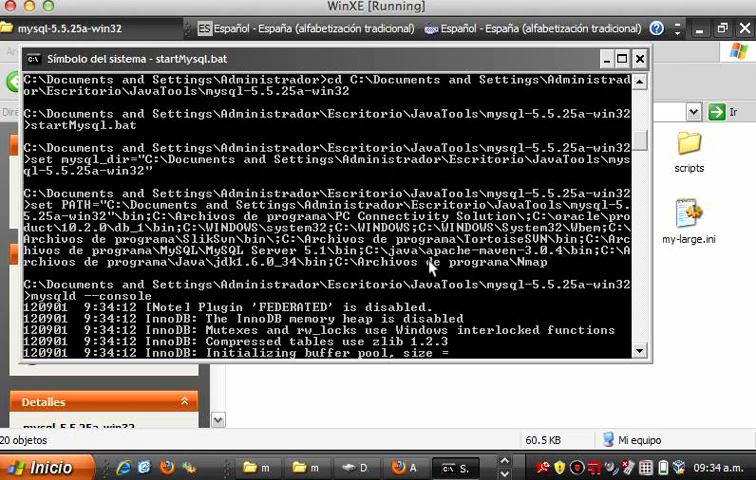 WinXE [Running]
mysql-5.5.25a-win32
ES Español - Español (alfabetización tradicional)
Español - Español (alfabetización tradicional)
Símbolo del sistema - startMysql.bat
C:\Documents and Settings\Administrador>cd C:\Documents and Settings\Administrad
or\Escritorio\JavaTools\mysql-5.5.25a-win32
C:\Documents and Settings\Administrador\Escritorio\JavaTools\mysql-5.5.25a-win32
>startMysql.bat
C:\Documents and Settings\Administrador\Escritorio\JavaTools\mysql-5.5.25a-win32
>set mysql_dir="C:\Documents and Settings\Administrador\Escritorio\JavaTools\mys
ql-5.5.25a-win32"
C:\Documents and Settings\Administrador\Escritorio\JavaTools\mysql-5.5.25a-win32
>set PATH="C:\Documents and Settings\Administrador\Escritorio\JavaTools\mysql-5.
5.25a-win32"\bin;C:\Archivos de programa\PC Connectivity Solution\;C:\oracle\pro
duct\10.2.0\db_1\bin;C:\WINDOWS\system32;C:\WINDOWS;C:\WINDOWS\System32\Wbem;C:\
Archivos de programa\SlikSvn\bin\;C:\Archivos de programa\TortoiseSVN\bin;C:\Arc
hivos de programa\MySQL\MySQL Server 5.1\bin;C:\java\apache-maven-3.0.4\bin;C:\A
rchivos de programa\Java\jdk1.6.0_34\bin;C:\Archivos de programa\Nmap
C:\Documents and Settings\Administrador\Escritorio\JavaTools\mysql-5.5.25a-win32
>mysqld --console
120901  9:34:12 [Note] Plugin 'FEDERATED' is disabled.
120901  9:34:12 InnoDB: The InnoDB memory heap is disabled
120901  9:34:12 InnoDB: Mutexes and rw_locks use Windows interlocked functions
120901  9:34:12 InnoDB: Compressed tables use zlib 1.2.3
120901  9:34:12 InnoDB: Initializing buffer pool, size =
Ir
scripts
my-large.ini
Detalles
mysql-5.5.25a-win32
20 objetos
60.5 KB
Mi equipo
Inicio
m
m
D
A
S.
09:34 a.m.